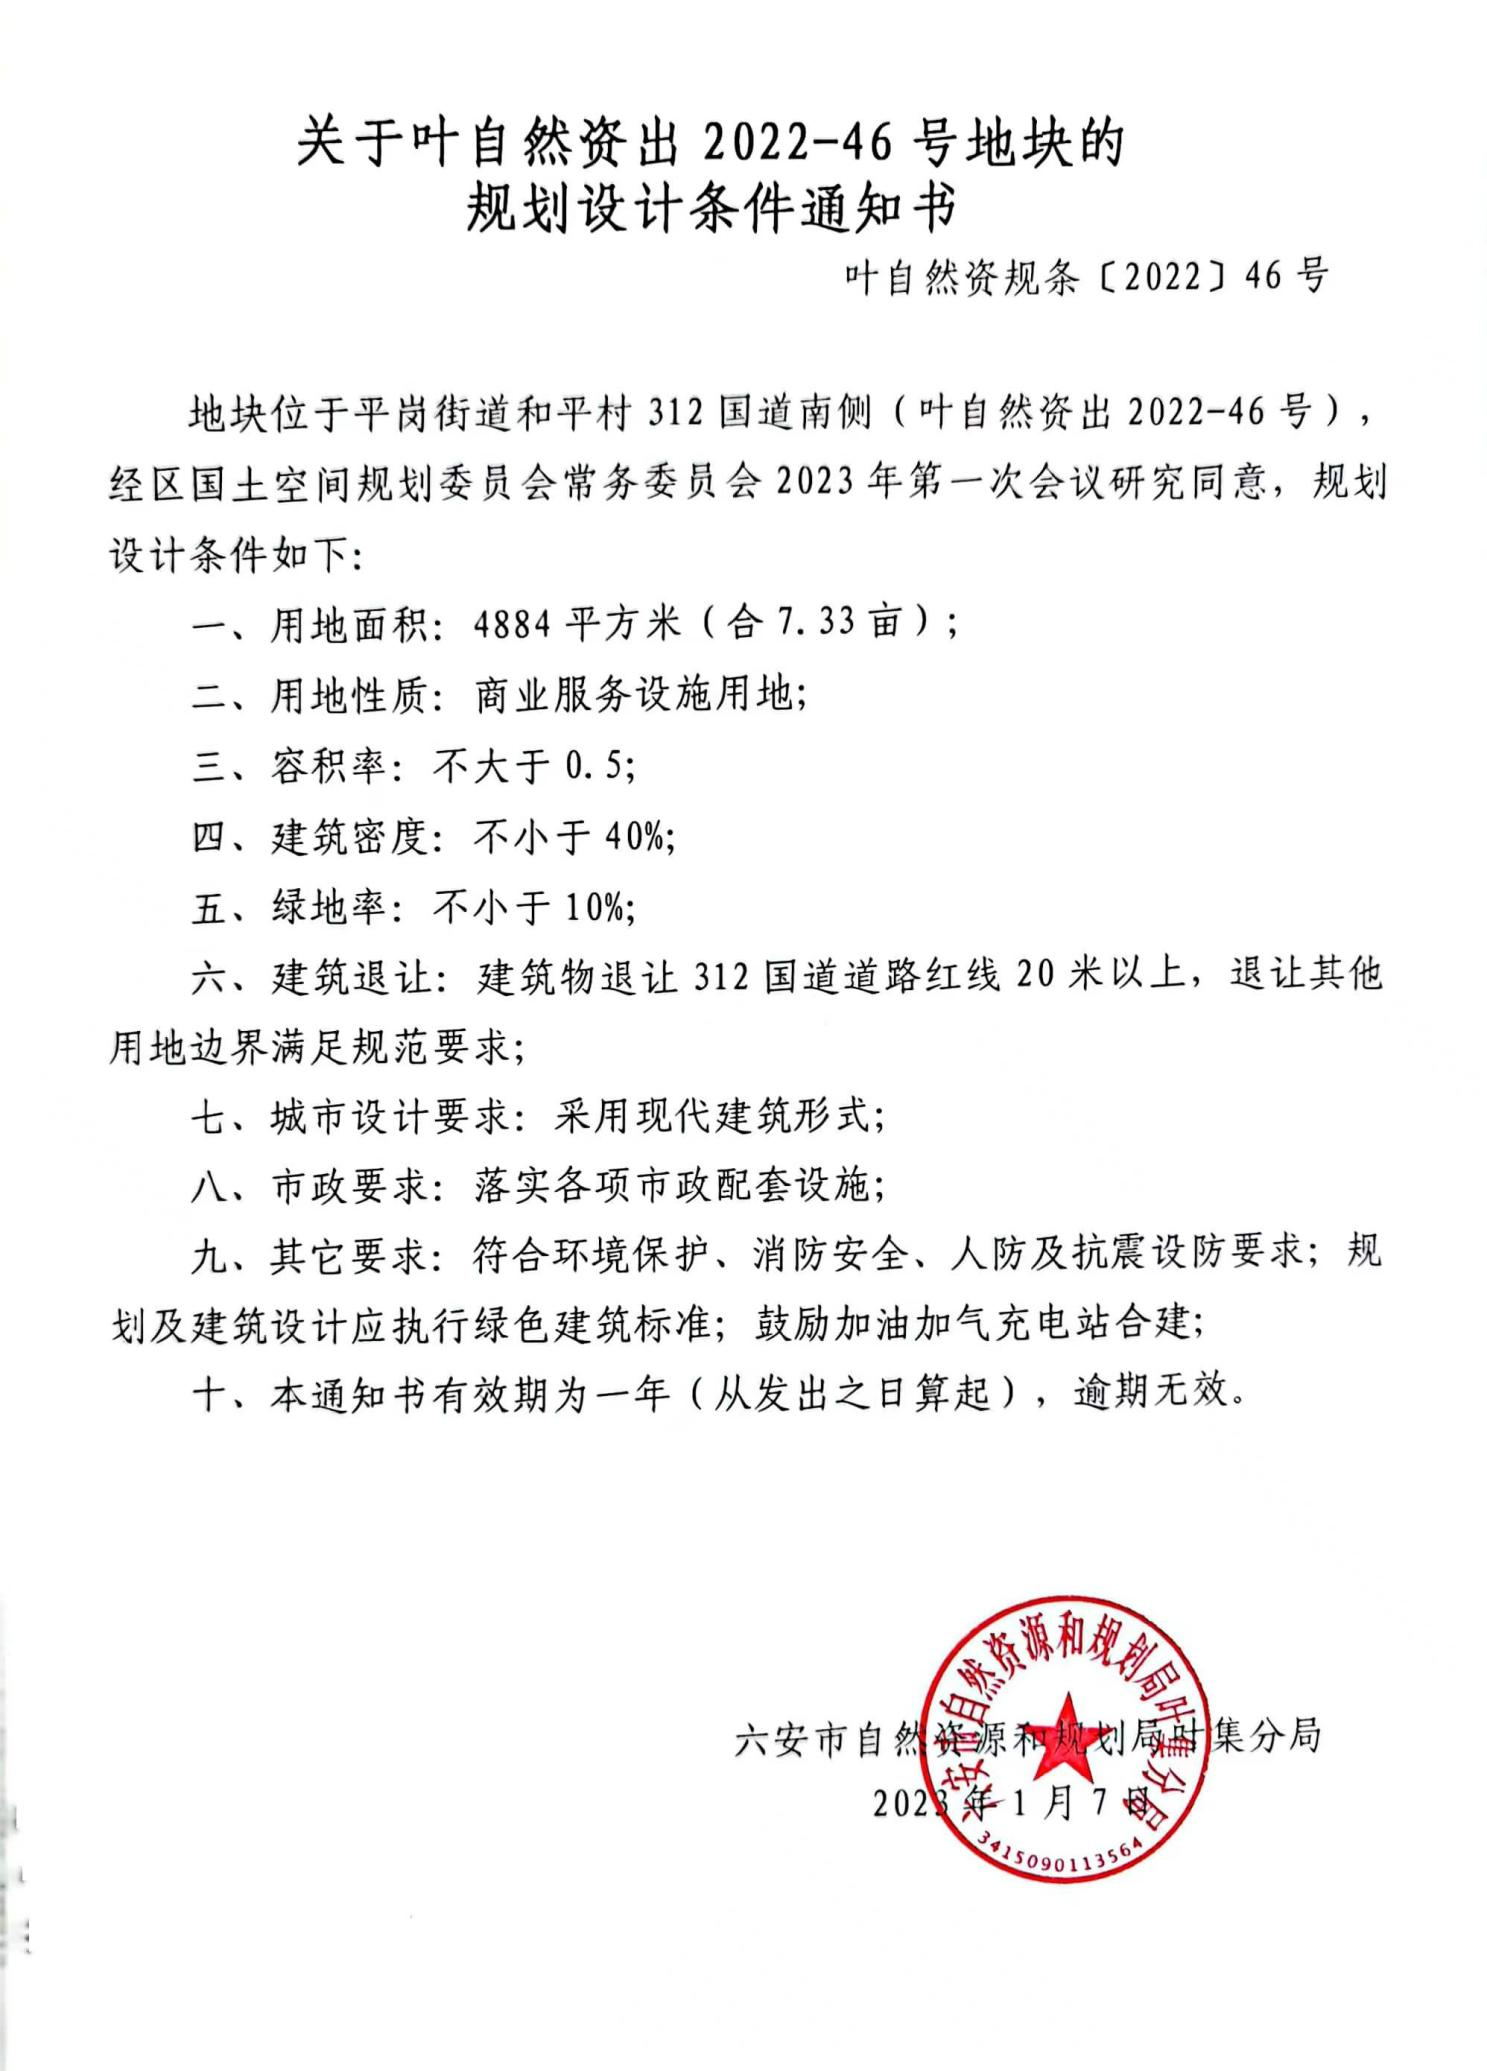 关于叶自然资出 2022-46 号地块的
规划设计条件通知书
叶自然资规条〔2022〕46 号
地块位于平岗街道和平村 312 国道南侧（叶自然资出 2022-46 号），
经区国土空间规划委员会常务委员会 2023 年第一次会议研究同意，规划
设计条件如下：
一、用地面积：4884 平方米（合 7.33 亩）；
二、用地性质：商业服务设施用地；
三、容积率：不大于 0.5；
四、建筑密度：不小于 40%；
五、绿地率：不小于 10%；
六、建筑退让：建筑物退让 312 国道道路红线 20 米以上，退让其他
用地边界满足规范要求；
七、城市设计要求：采用现代建筑形式；
八、市政要求：落实各项市政配套设施；
九、其它要求：符合环境保护、消防安全、人防及抗震设防要求；规
划及建筑设计应执行绿色建筑标准；鼓励加油加气充电站合建；
十、本通知书有效期为一年（从发出之日算起），逾期无效。
六安市自然资源和规划局叶集分局
2023 年 1 月 7 日
六安市自然资源和规划局叶集分局
3415090113564